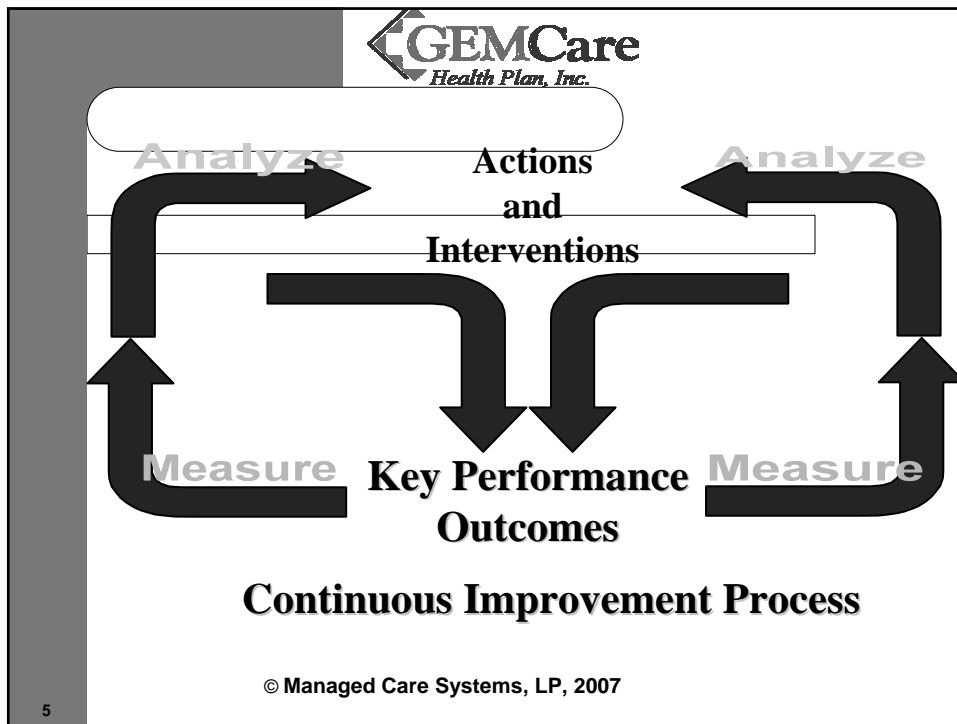 GEMCare
Health Plan, Inc.
Analyze
Actions
Analyze
and
Interventions
Measure
Key Performance
Measure
Outcomes
Continuous Improvement Process
© Managed Care Systems, LP, 2007
5